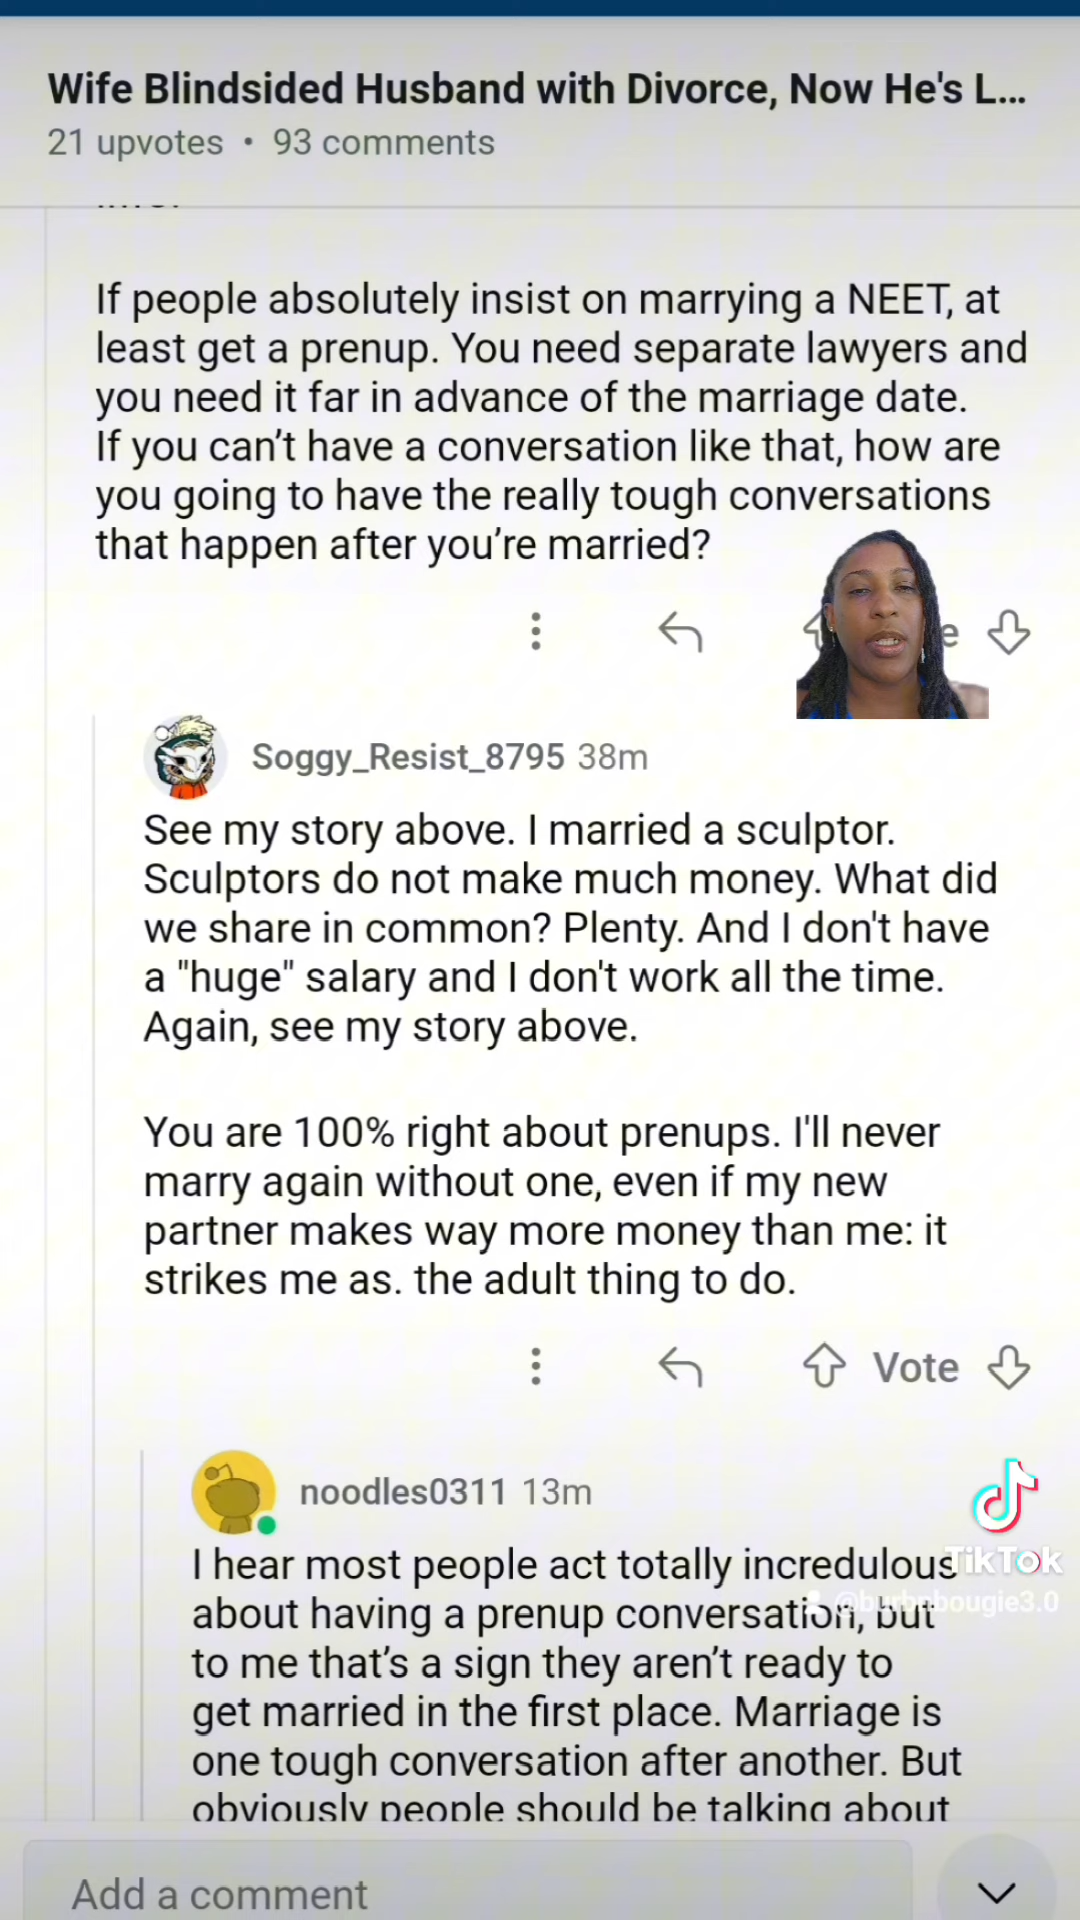 Wife Blindsided Husband with Divorce, Now He's L...
21 upvotes • 93 comments
If people absolutely insist on marrying a NEET, at
least get a prenup. You need separate lawyers and
you need it far in advance of the marriage date.
If you can't have a conversation like that, how are
you going to have the really tough conversations
that happen after you're married?
Soggy_Resist_8795 38m
See my story above. I married a sculptor.
Sculptors do not make much money. What did
we share in common? Plenty. And I don't have
a "huge" salary and I don't work all the time.
Again, see my story above.
You are 100% right about prenups. I'll never
marry again without one, even if my new
partner makes way more money than me: it
strikes me as. the adult thing to do.
Vote
noodles0311 13m
I hear most people act totally incredulous
TikTok
about having a prenup conversation, but
@burbnbougie3.0
to me that's a sign they aren't ready to
get married in the first place. Marriage is
one tough conversation after another. But
obviously people should be talking about
Add a comment